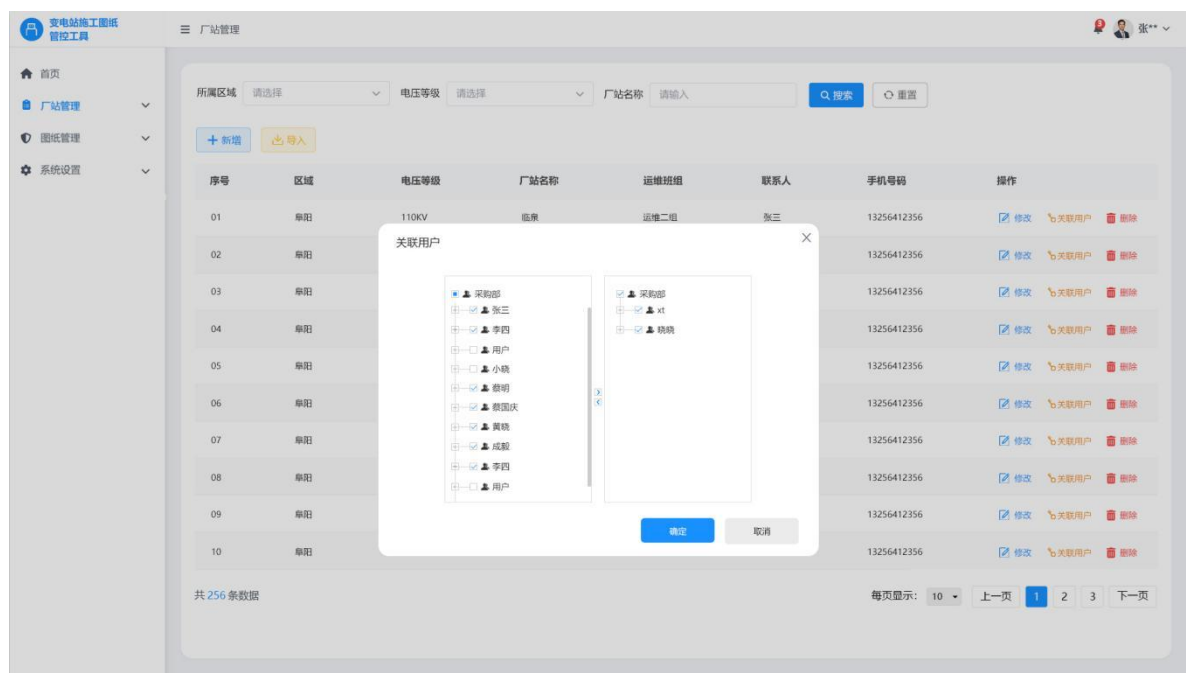 变电站施工图纸
管控工具
厂站管理
3
张** 
首页
厂站管理
图纸管理
系统设置
所属区域 请选择 电压等级 请选择 厂站名称 请输入 搜索 重置
新增 导入
序号 区域 电压等级 厂站名称 运维班组 联系人 手机号码 操作
01 阜阳 110KV 临泉 运维二组 张三 13256412356 修改 关联用户 删除
02 阜阳 13256412356 修改 关联用户 删除
03 阜阳 13256412356 修改 关联用户 删除
04 阜阳 13256412356 修改 关联用户 删除
05 阜阳 13256412356 修改 关联用户 删除
06 阜阳 13256412356 修改 关联用户 删除
07 阜阳 13256412356 修改 关联用户 删除
08 阜阳 13256412356 修改 关联用户 删除
09 阜阳 13256412356 修改 关联用户 删除
10 阜阳 13256412356 修改 关联用户 删除
关联用户
采购部
张三
李四
用户
小晓
蔡明
蔡国庆
黄晓
成毅
李四
用户
采购部
xt
晓晓
确定 取消
共 256 条数据
每页显示: 10 上一页 1 2 3 下一页